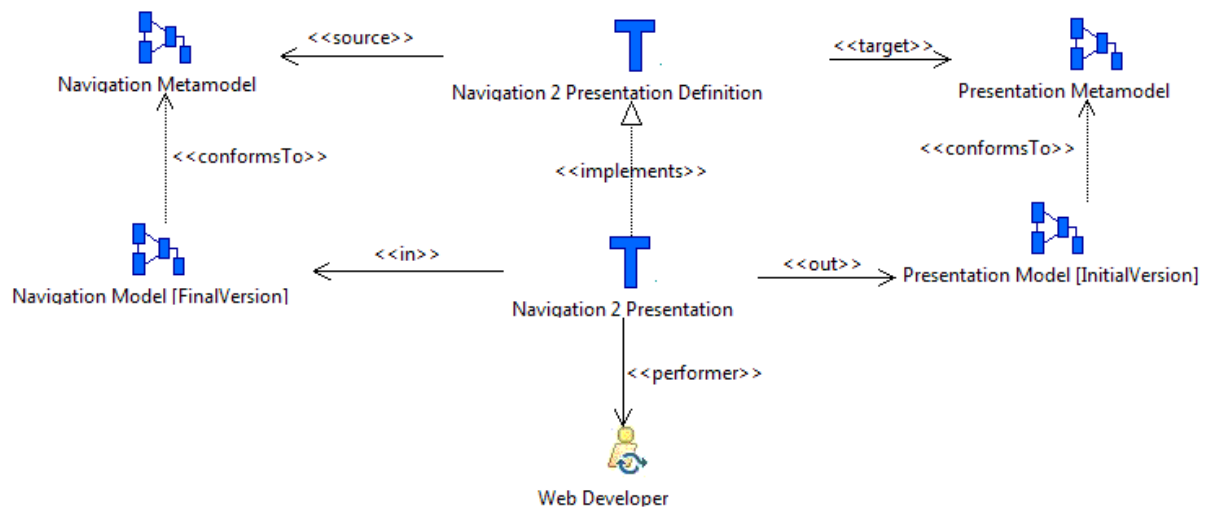 <<source>>
<<target>>
Navigation Metamodel
Navigation 2 Presentation Definition
Presentation Metamodel
<<conformsTo>>
<<implements>>
<<conformsTo>>
<<in>>
<<out>>
Navigation Model [FinalVersion]
Navigation 2 Presentation
Presentation Model [InitialVersion]
<<performer>>
Web Developer